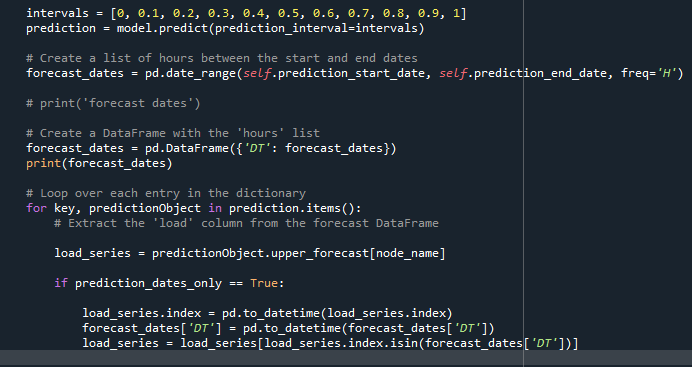 intervals = [0, 0.1, 0.2, 0.3, 0.4, 0.5, 0.6, 0.7, 0.8, 0.9, 1]
prediction = model.predict(prediction_interval=intervals)
# Create a list of hours between the start and end dates
forecast_dates = pd.date_range(self.prediction_start_date, self.prediction_end_date, freq='H')
# print('forecast dates')
# Create a DataFrame with the 'hours' list
forecast_dates = pd.DataFrame({'DT': forecast_dates})
print(forecast_dates)
# Loop over each entry in the dictionary
for key, predictionObject in prediction.items():
    # Extract the 'load' column from the forecast DataFrame
    load_series = predictionObject.upper_forecast[node_name]
    if prediction_dates_only == True:
        load_series.index = pd.to_datetime(load_series.index)
        forecast_dates['DT'] = pd.to_datetime(forecast_dates['DT'])
        load_series = load_series[load_series.index.isin(forecast_dates['DT'])]